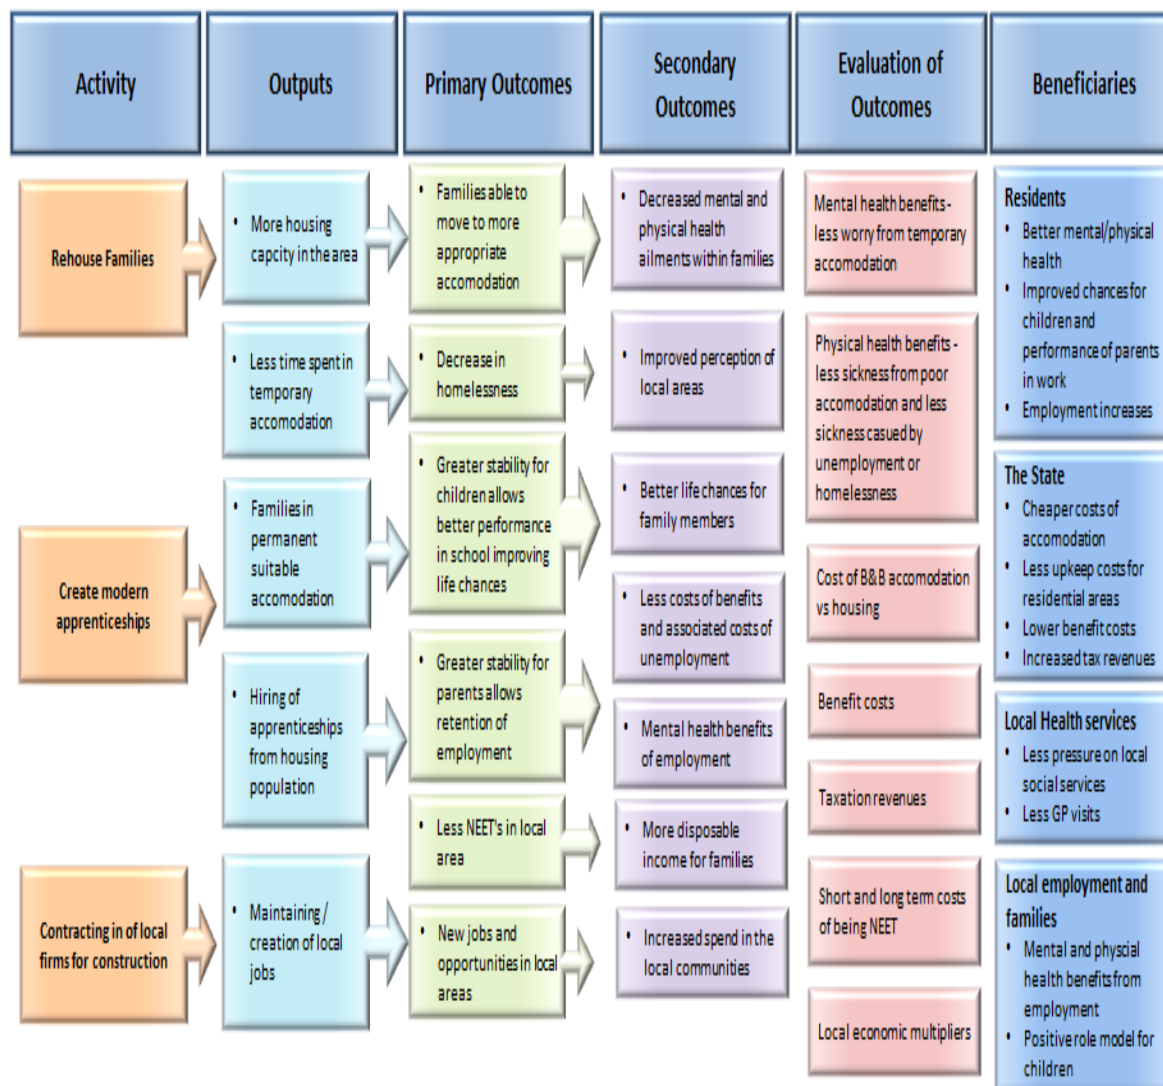 Activity
Outputs
Primary Outcomes
Secondary
Outcomes
Evaluation of
Outcomes
Beneficiaries
Rehouse Families
Create modern
apprenticeships
Contracting in of local
firms for construction
• More housing
capcity in the area
• Less time spent in
temporary
accomodation
• Families in
permanent
suitable
accomodation
• Hiring of
apprenticeships
from housing
population
• Maintaining /
creation of local
jobs
• Families able to
move to more
appropriate
accomodation
• Decrease in
homelessness
• Greater stability for
children allows
better performance
in school improving
life chances
• Greater stability for
parents allows
retention of
employment
• Less NEET's in local
area
• New jobs and
opportunities in local
areas
• Decreased mental and
physical health
ailments within families
• Improved perception of
local areas
• Better life chances for
family members
• Less costs of benefits
and associated costs of
unemployment
• Mental health benefits
of employment
• More disposable
income for families
• Increased spend in the
local communities
Mental health benefits -
less worry from temporary
accomodation
Physical health benefits -
less sickness from poor
accomodation and less
sickness casued by
unemployment or
homelessness
Cost of B&B accomodation
vs housing
Benefit costs
Taxation revenues
Short and long term costs
of being NEET
Local economic multipliers
Residents
• Better mental/physical
health
• Improved chances for
children and
performance of parents
in work
• Employment increases
The State
• Cheaper costs of
accomodation
• Less upkeep costs for
residential areas
• Lower benefit costs
• Increased tax revenues
Local Health services
• Less pressure on local
social services
• Less GP visits
Local employment and
families
• Mental and physcial
health benefits from
employment
• Positive role model for
children